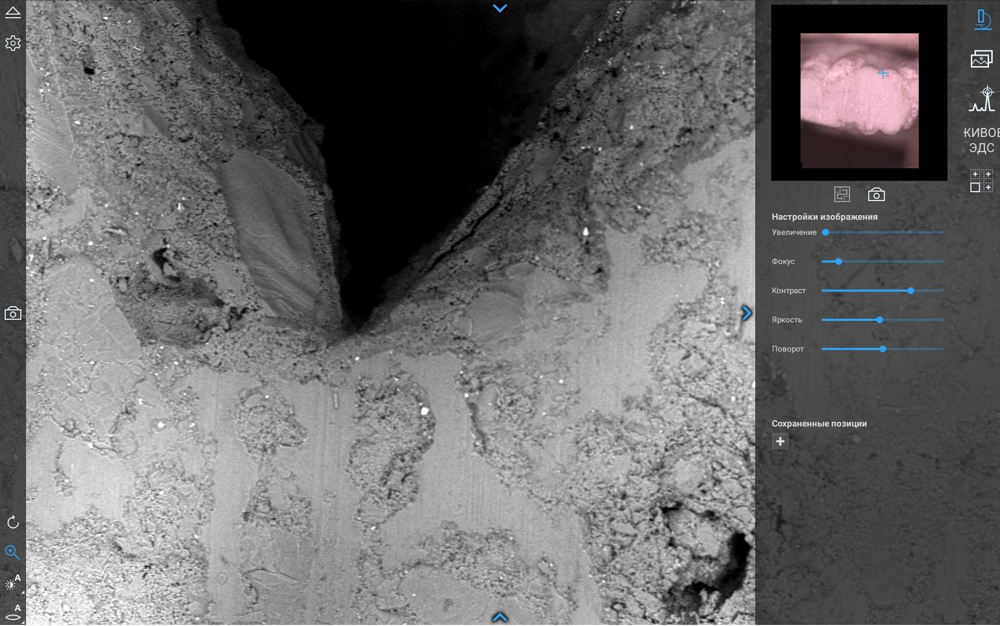 КИВОЕ
ЭДС
Настройки изображения
Увеличение
Фокус
Контраст
Яркость
Поворот
Сохраненные позиции
A
A